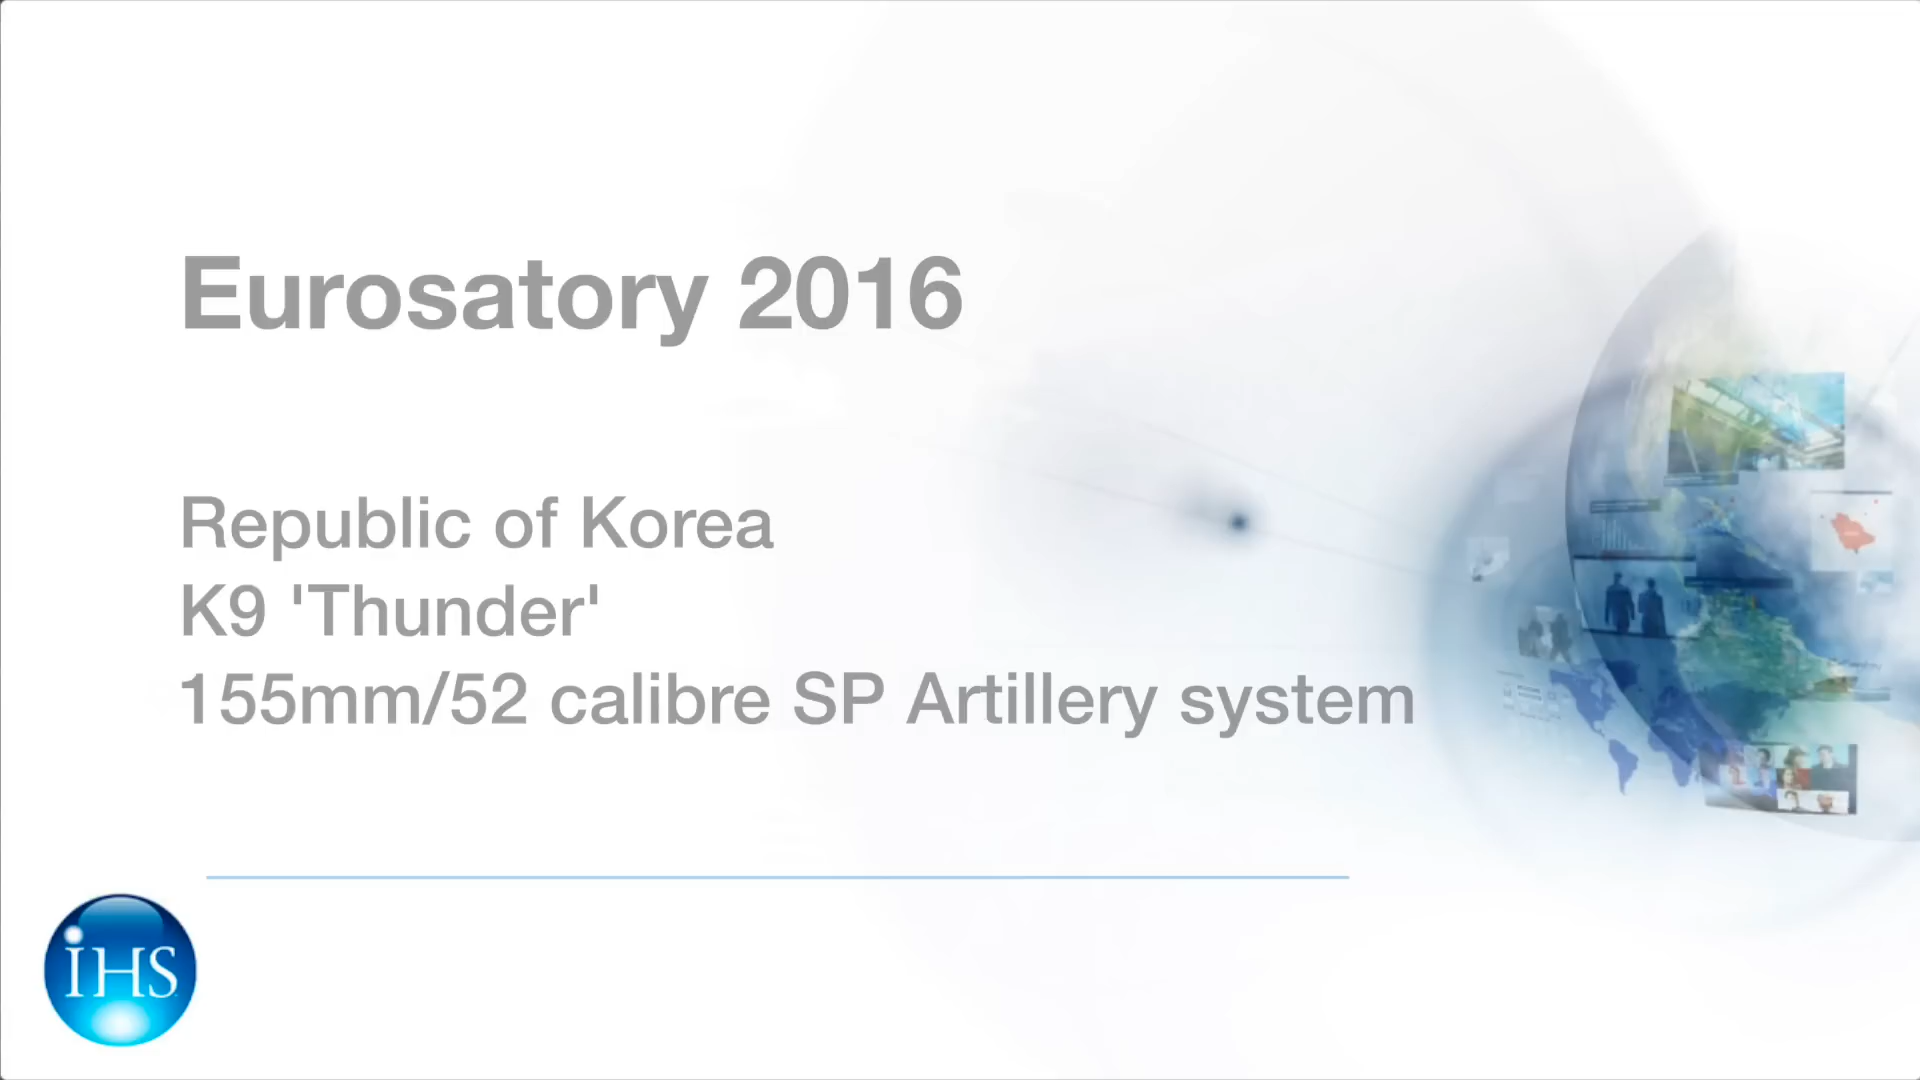 Eurosatory 2016
Republic of Korea
K9 'Thunder'
155mm/52 calibre SP Artillery system
iHS